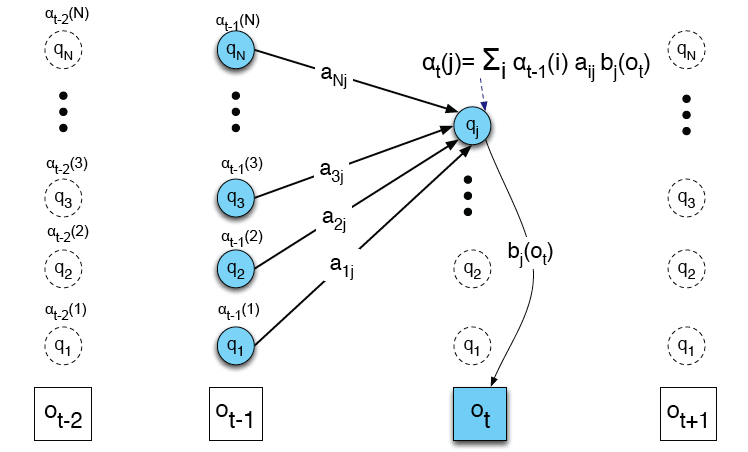 αt-2(N) αt-1(N)
qN qN αt(j)= Σi αt-1(i) aij bj(ot) qN
aNj
qj
αt-2(3) αt-1(3) a3j
q3 q3 q3
αt-2(2) αt-1(2) a2j
q2 q2 a1j q2 bj(ot) q2
αt-2(1) αt-1(1)
q1 q1 q1 q1
ot-2 ot-1 ot ot+1